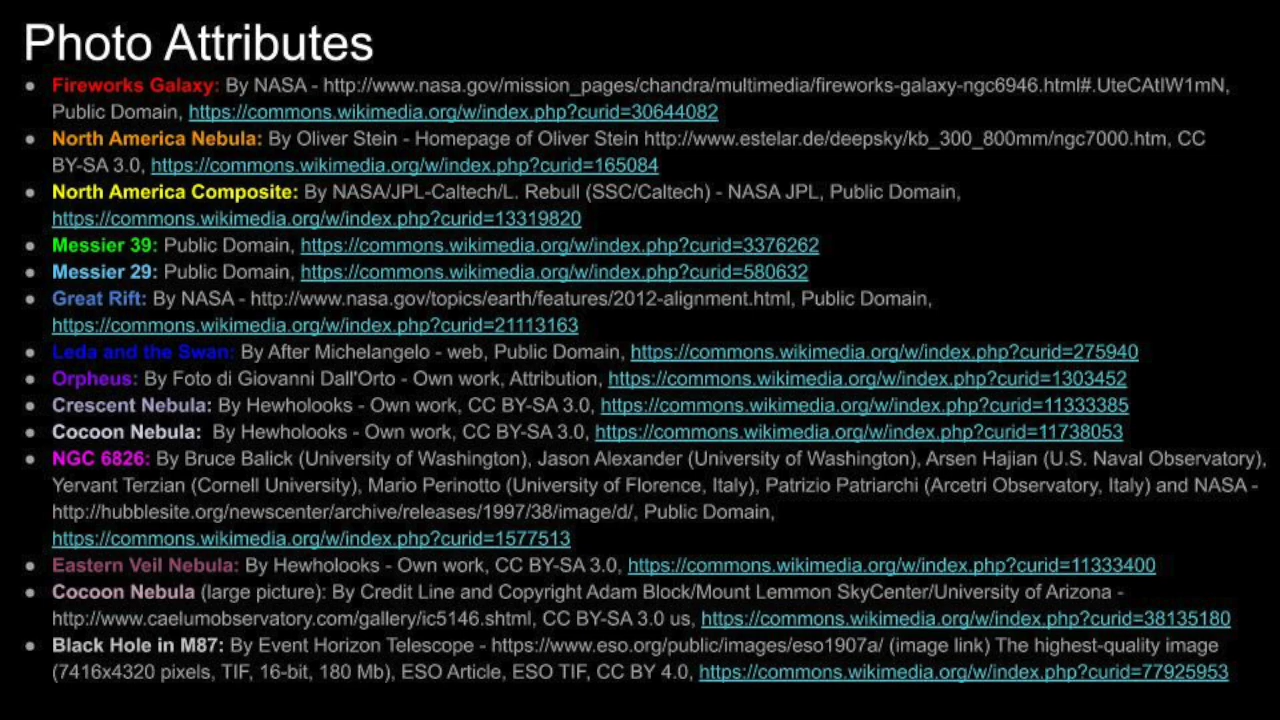 Photo Attributes
● Fireworks Galaxy: By NASA - http://www.nasa.gov/mission_pages/chandra/multimedia/fireworks-galaxy-ngc6946.html#.UteCAtIW1mN,
Public Domain, https://commons.wikimedia.org/w/index.php?curid=30644082
● North America Nebula: By Oliver Stein - Homepage of Oliver Stein http://www.estelar.de/deepsky/kb_300_800mm/ngc7000.htm, CC
BY-SA 3.0, https://commons.wikimedia.org/w/index.php?curid=165084
● North America Composite: By NASA/JPL-Caltech/L. Rebull (SSC/Caltech) - NASA JPL, Public Domain,
https://commons.wikimedia.org/w/index.php?curid=13319820
● Messier 39: Public Domain, https://commons.wikimedia.org/w/index.php?curid=3376262
● Messier 29: Public Domain, https://commons.wikimedia.org/w/index.php?curid=580632
● Great Rift: By NASA - http://www.nasa.gov/topics/earth/features/2012-alignment.html, Public Domain,
https://commons.wikimedia.org/w/index.php?curid=21113163
● Leda and the Swan: By After Michelangelo - web, Public Domain, https://commons.wikimedia.org/w/index.php?curid=275940
● Orpheus: By Foto di Giovanni Dall'Orto - Own work, Attribution, https://commons.wikimedia.org/w/index.php?curid=1303452
● Crescent Nebula: By Hewholooks - Own work, CC BY-SA 3.0, https://commons.wikimedia.org/w/index.php?curid=11333385
● Cocoon Nebula: By Hewholooks - Own work, CC BY-SA 3.0, https://commons.wikimedia.org/w/index.php?curid=11738053
● NGC 6826: By Bruce Balick (University of Washington), Jason Alexander (University of Washington), Arsen Hajian (U.S. Naval Observatory),
Yervant Terzian (Cornell University), Mario Perinotto (University of Florence, Italy), Patrizio Patriarchi (Arcetri Observatory, Italy) and NASA -
http://hubblesite.org/newscenter/archive/releases/1997/38/image/d/, Public Domain,
https://commons.wikimedia.org/w/index.php?curid=1577513
● Eastern Veil Nebula: By Hewholooks - Own work, CC BY-SA 3.0, https://commons.wikimedia.org/w/index.php?curid=11333400
● Cocoon Nebula (large picture): By Credit Line and Copyright Adam Block/Mount Lemmon SkyCenter/University of Arizona -
http://www.caelumobservatory.com/gallery/ic5146.shtml, CC BY-SA 3.0 us, https://commons.wikimedia.org/w/index.php?curid=38135180
● Black Hole in M87: By Event Horizon Telescope - https://www.eso.org/public/images/eso1907a/ (image link) The highest-quality image
(7416x4320 pixels, TIF, 16-bit, 180 Mb), ESO Article, ESO TIF, CC BY 4.0, https://commons.wikimedia.org/w/index.php?curid=77925953